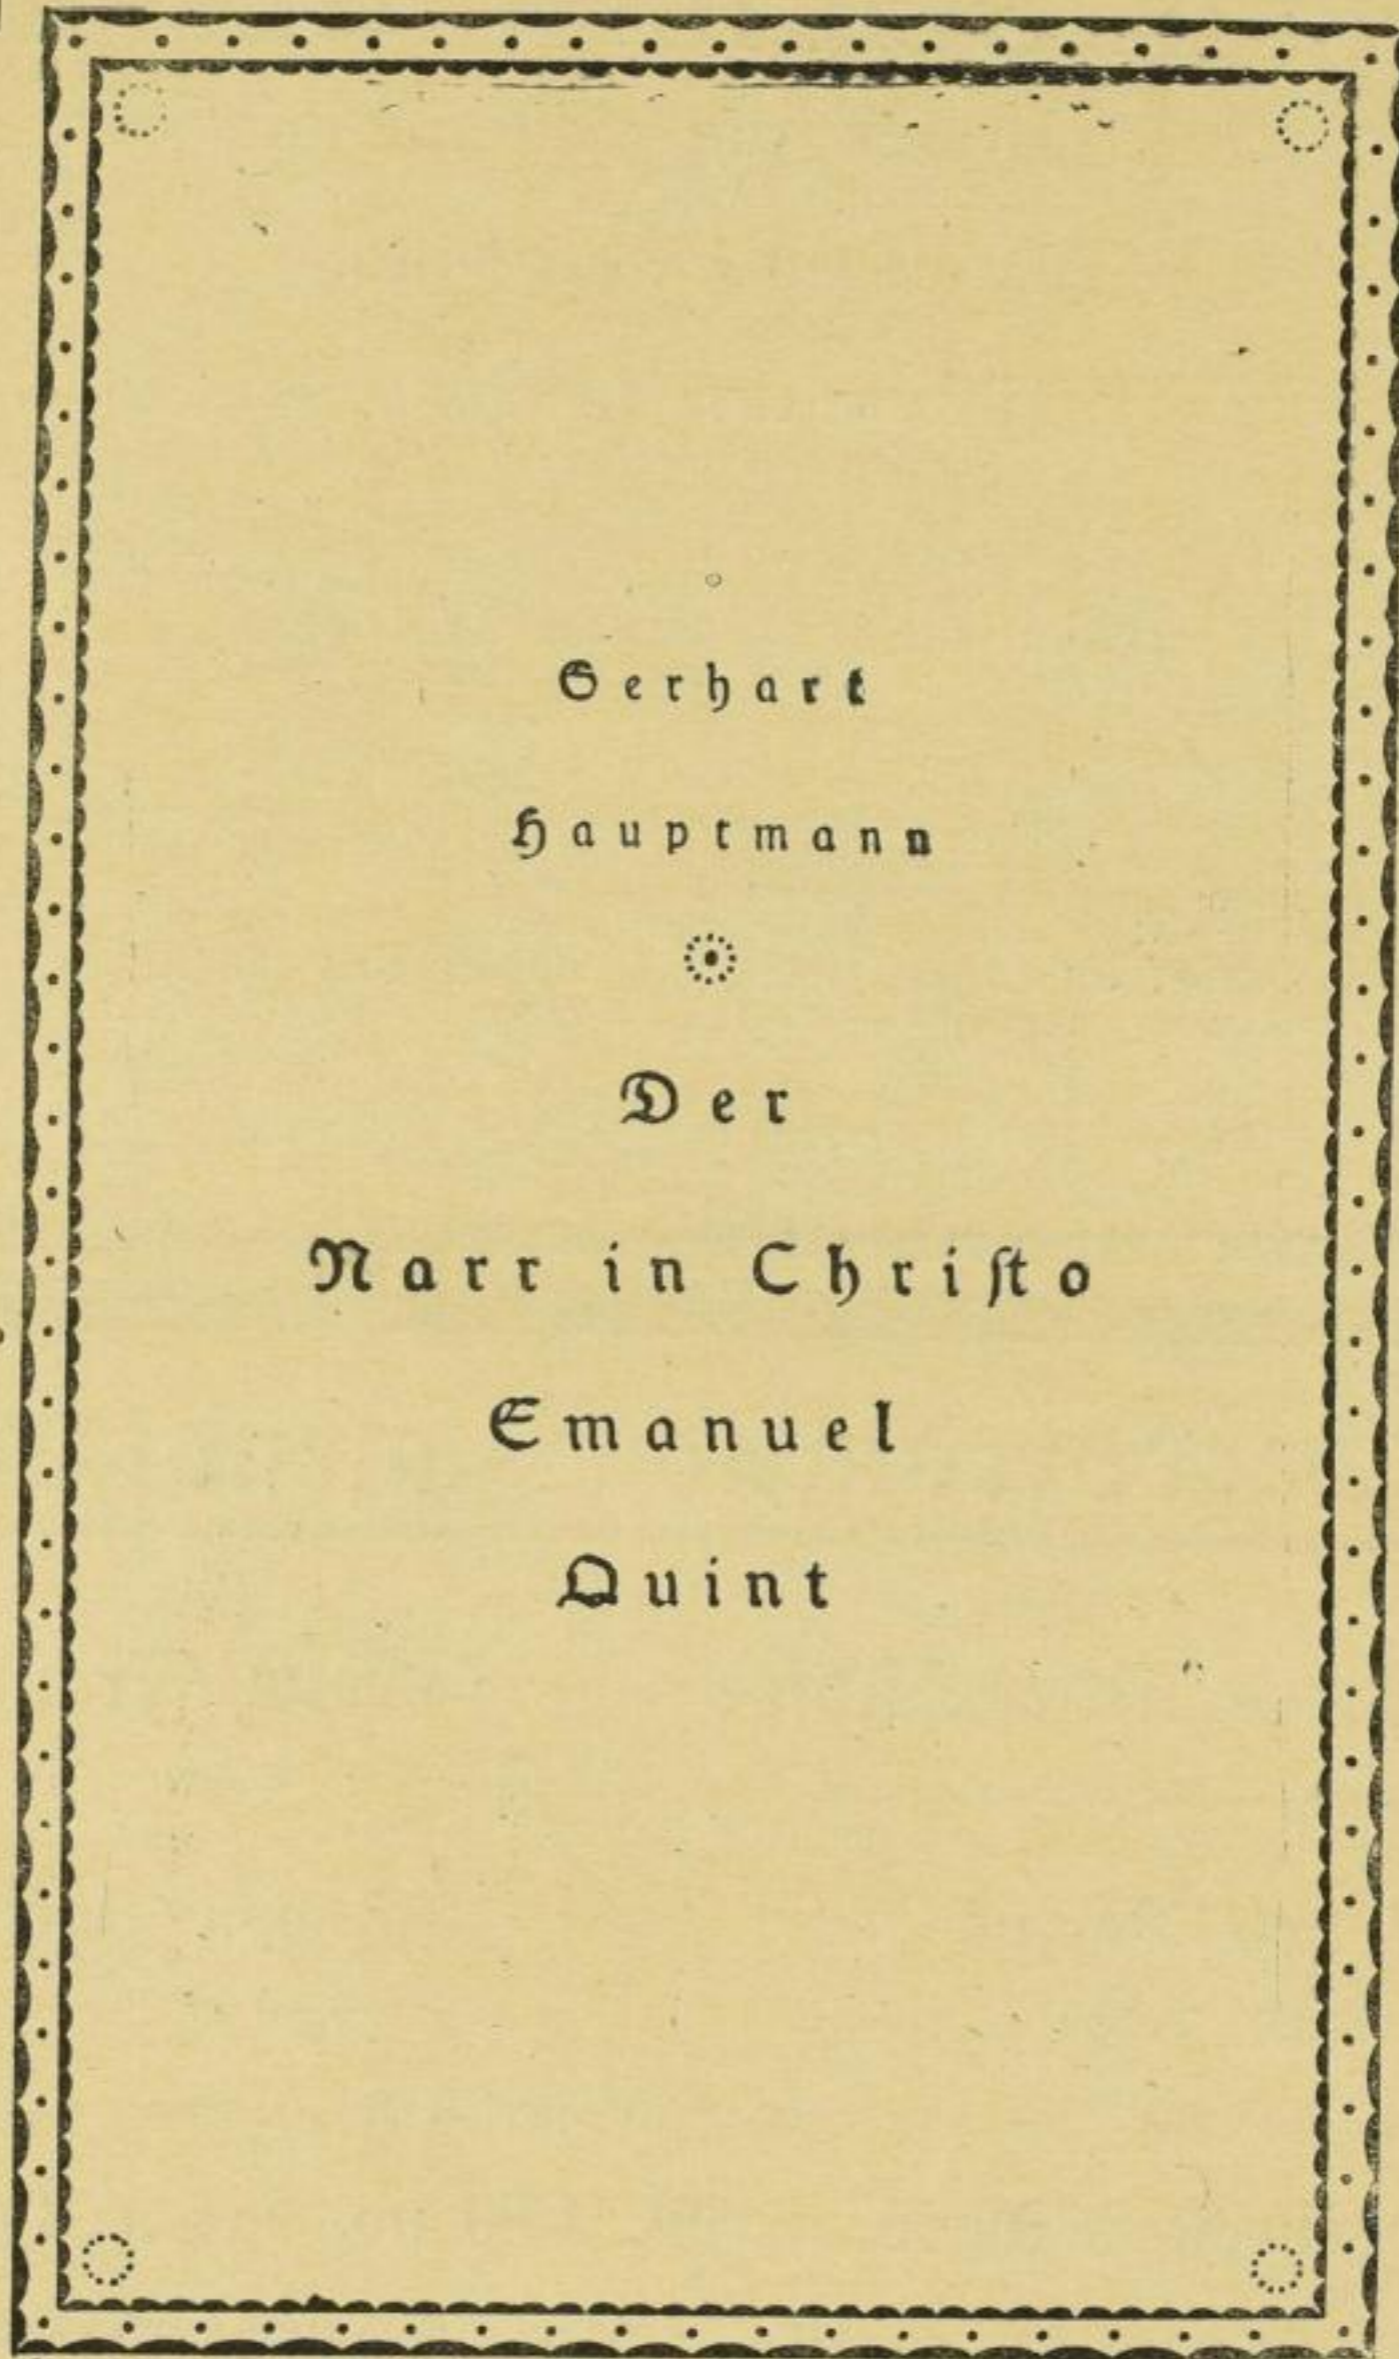 Gerhart
Hauptmann
Der
Narr in Chriſto
Emanuel
Quint